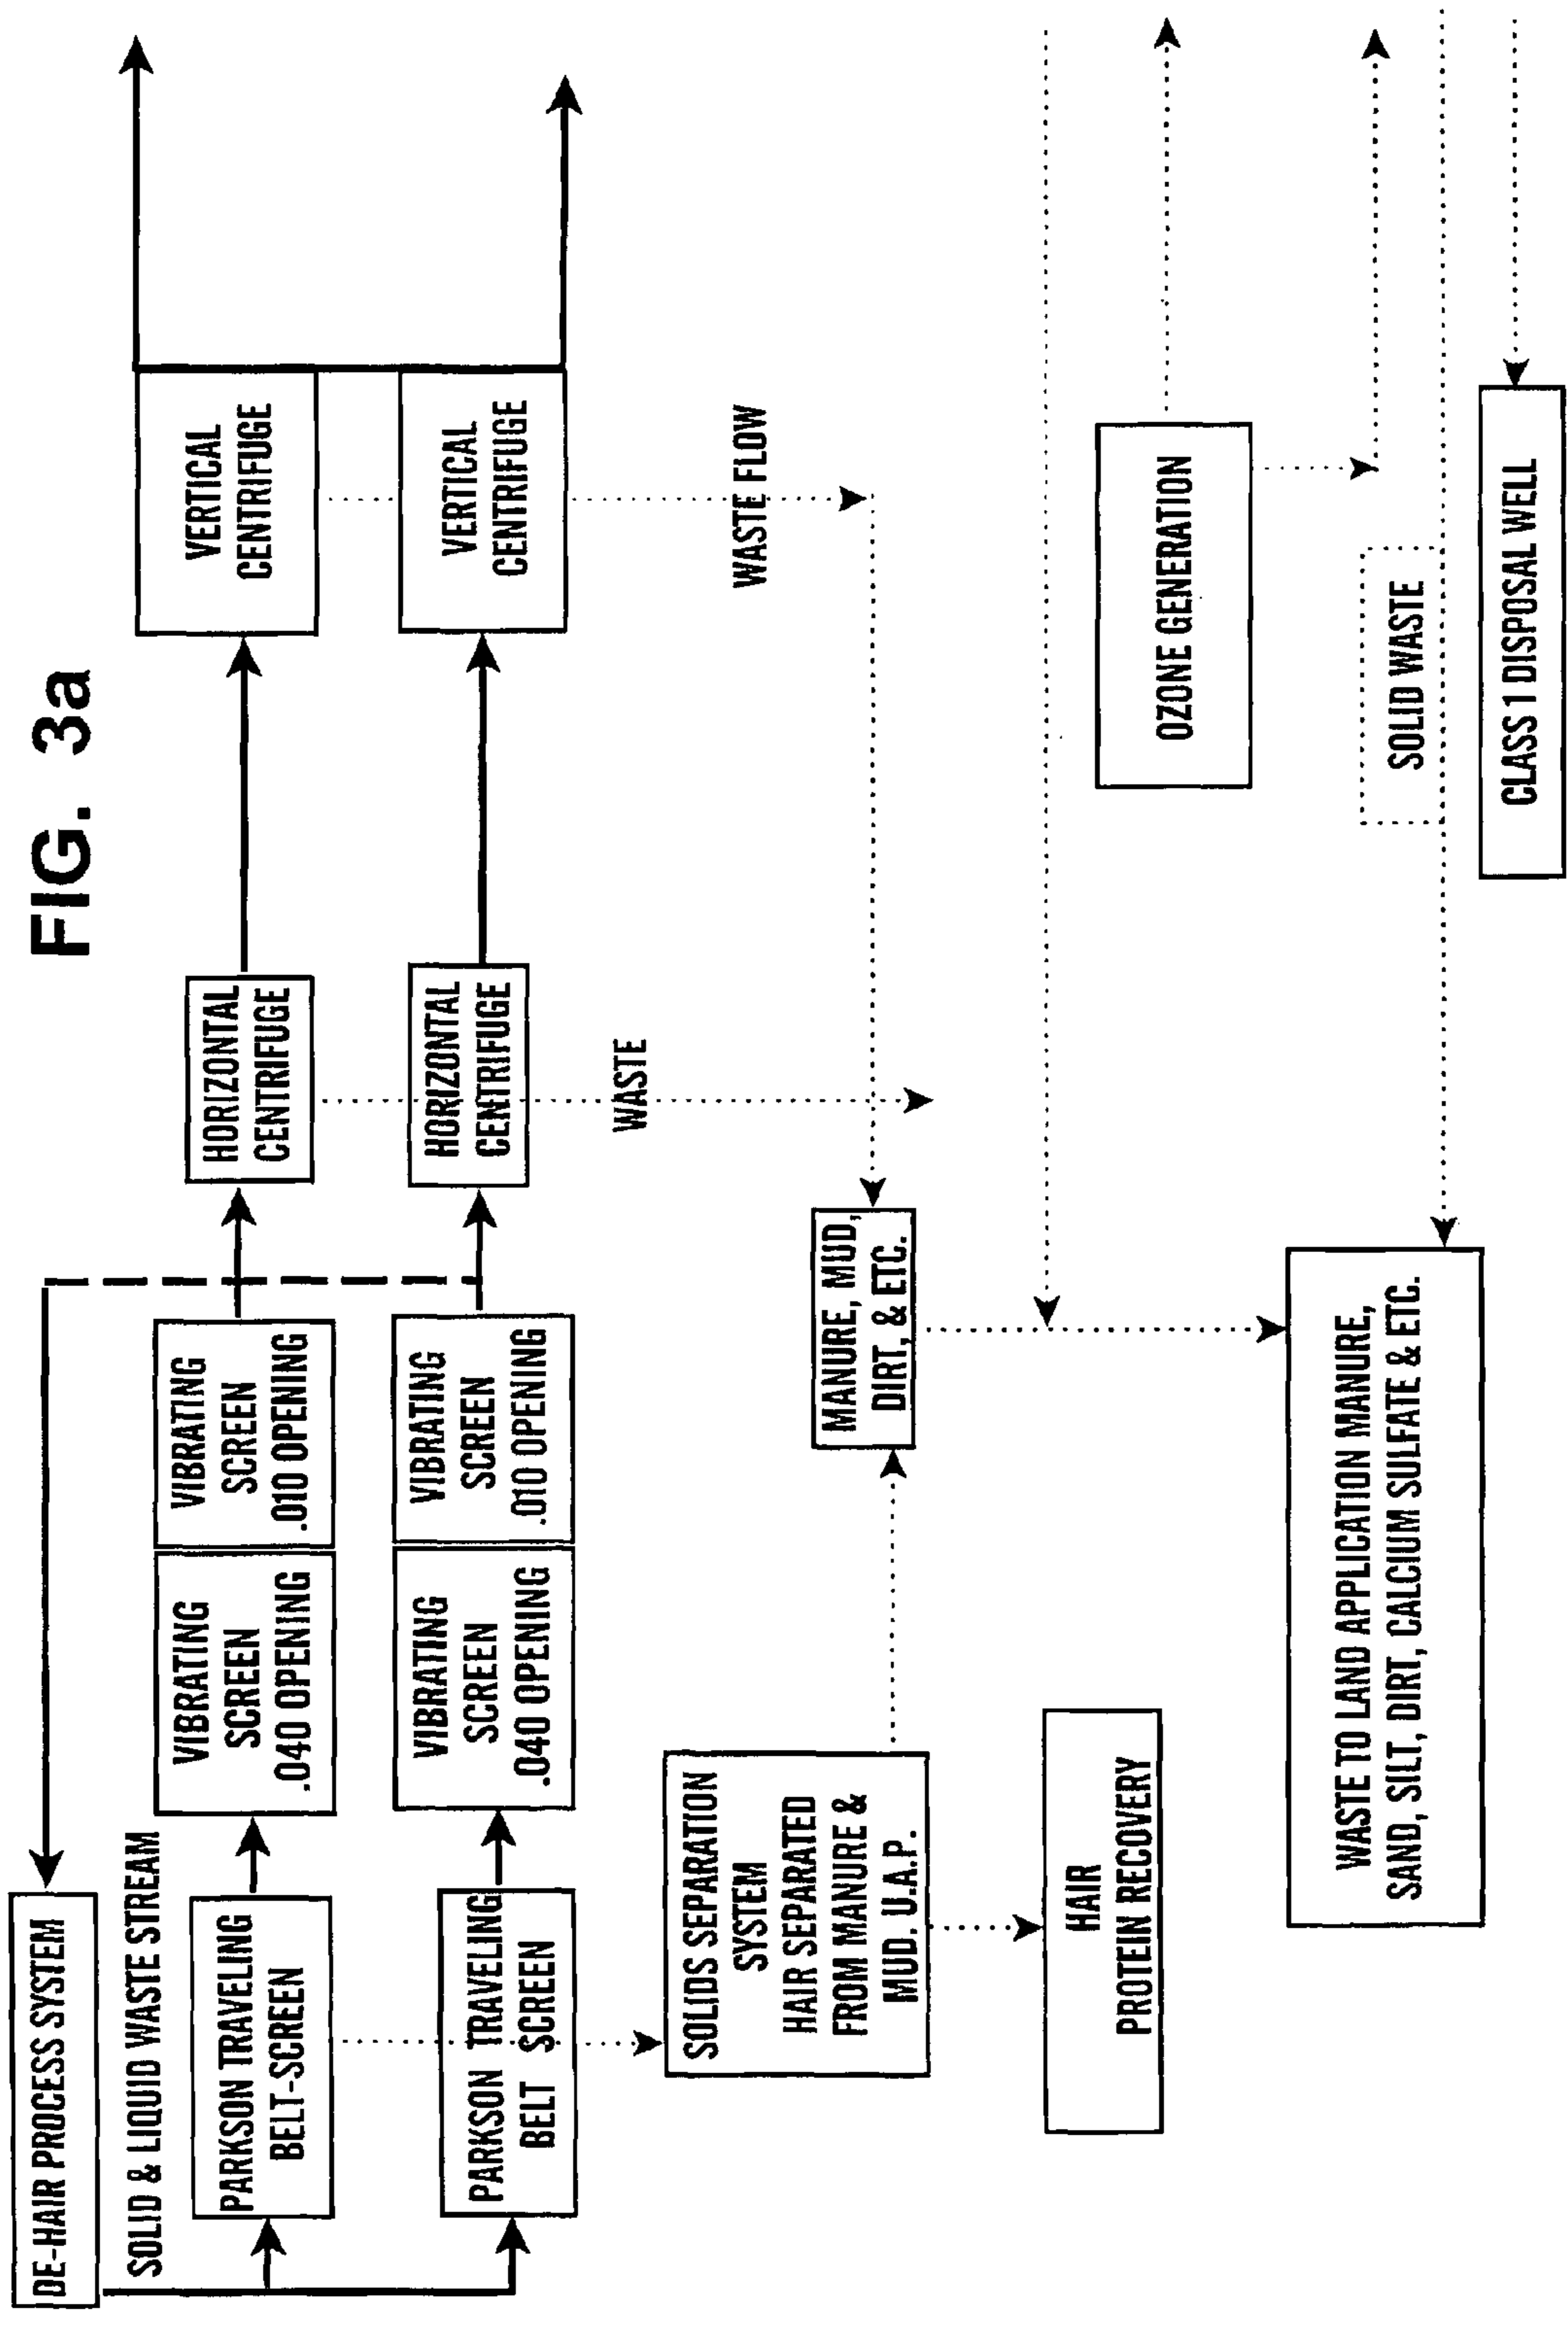 FIG. 3a
DE-HAIR PROCESS SYSTEM
SOLID & LIQUID WASTE STREAM
PARKSON TRAVELING
BELT-SCREEN
VIBRATING
SCREEN
.040 OPENING
VIBRATING
SCREEN
.010 OPENING
HORIZONTAL
CENTRIFUGE
VERTICAL
CENTRIFUGE
PARKSON TRAVELING
BELT SCREEN
VIBRATING
SCREEN
.040 OPENING
VIBRATING
SCREEN
.010 OPENING
HORIZONTAL
CENTRIFUGE
VERTICAL
CENTRIFUGE
WASTE
WASTE FLOW
SOLIDS SEPARATION
SYSTEM
HAIR SEPARATED
FROM MANURE &
MUD. U.A.P.
MANURE, MUD,
DIRT, & ETC.
HAIR
PROTEIN RECOVERY
OZONE GENERATION
WASTE TO LAND APPLICATION MANURE,
SAND, SILT, DIRT, CALCIUM SULFATE & ETC.
SOLID WASTE
CLASS 1 DISPOSAL WELL